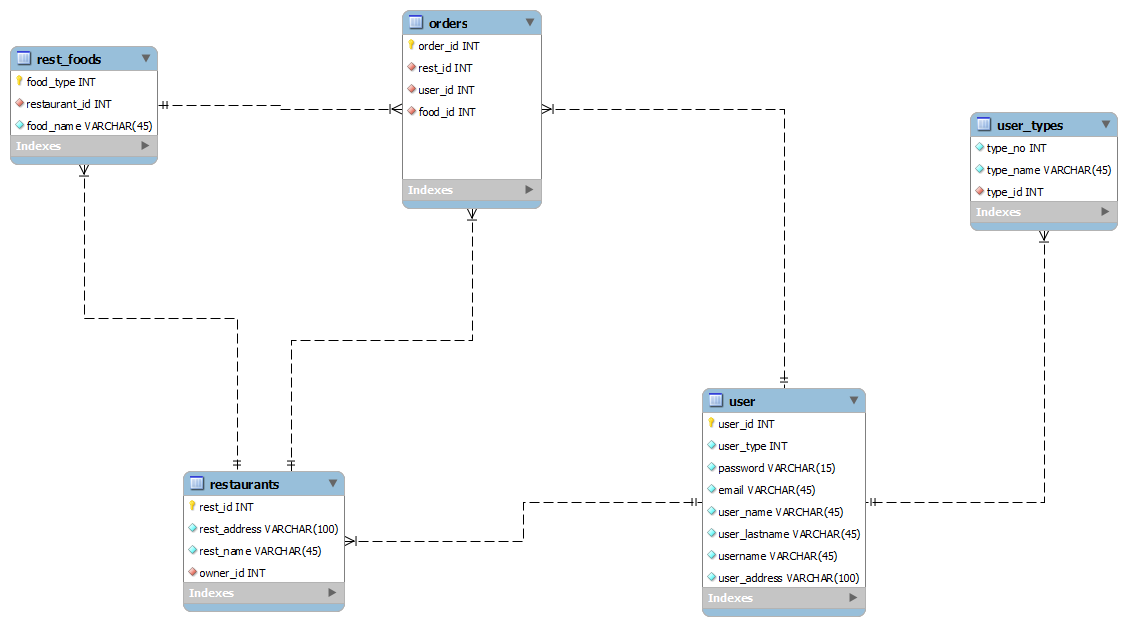 rest_foods
food_type INT
restaurant_id INT
food_name VARCHAR(45)
Indexes
orders
order_id INT
rest_id INT
user_id INT
food_id INT
Indexes
user_types
type_no INT
type_name VARCHAR(45)
type_id INT
Indexes
restaurants
rest_id INT
rest_address VARCHAR(100)
rest_name VARCHAR(45)
owner_id INT
Indexes
user
user_id INT
user_type INT
password VARCHAR(15)
email VARCHAR(45)
user_name VARCHAR(45)
user_lastname VARCHAR(45)
username VARCHAR(45)
user_address VARCHAR(100)
Indexes